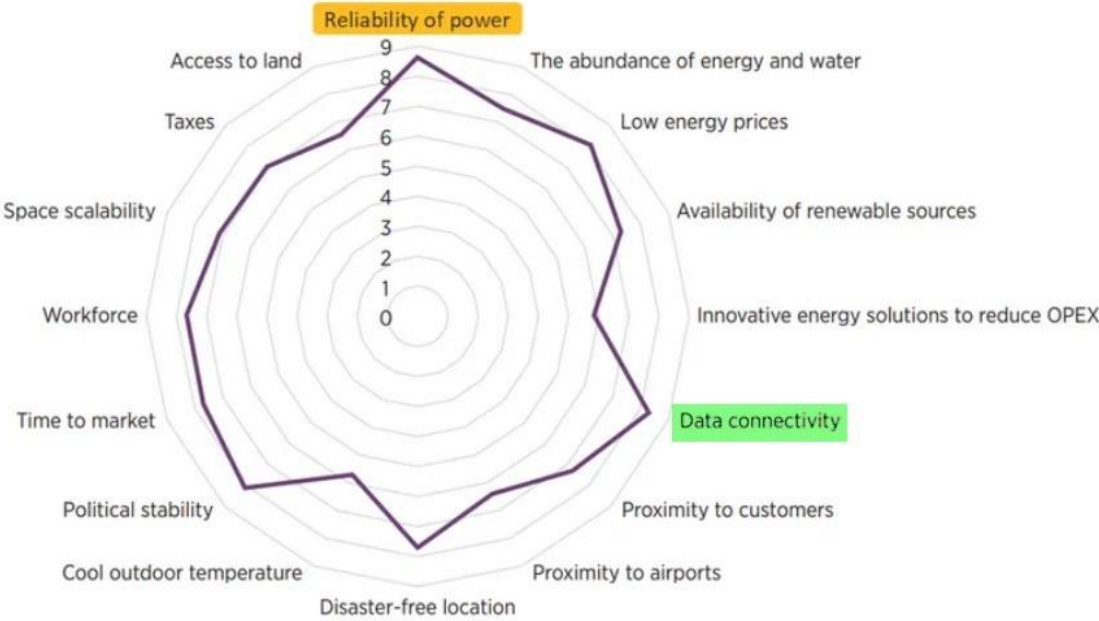 Reliability of power
Access to land
The abundance of energy and water
Taxes
Low energy prices
Space scalability
Availability of renewable sources
Workforce
Innovative energy solutions to reduce OPEX
Time to market
Data connectivity
Political stability
Proximity to customers
Cool outdoor temperature
Proximity to airports
Disaster-free location
9
8
7
6
5
4
3
2
1
0